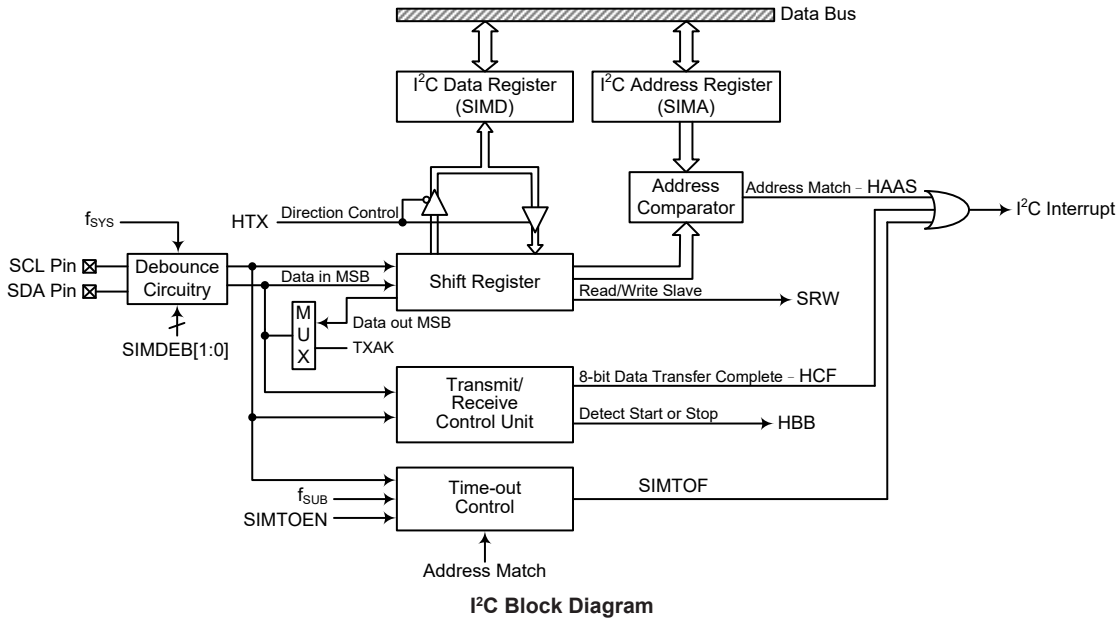 Data Bus
I²C Data Register
(SIMD)
I²C Address Register
(SIMA)
Address
Comparator
Address Match – HAAS
I²C Interrupt
HTX
Direction Control
fSYS
SCL Pin
SDA Pin
Debounce
Circuitry
SIMDEB[1:0]
Data in MSB
Shift Register
Read/Write Slave
SRW
M
U
X
Data out MSB
TXAK
Transmit/
Receive
Control Unit
8-bit Data Transfer Complete – HCF
Detect Start or Stop
HBB
Time-out
Control
fSUB
SIMTOEN
SIMTOF
Address Match
I²C Block Diagram